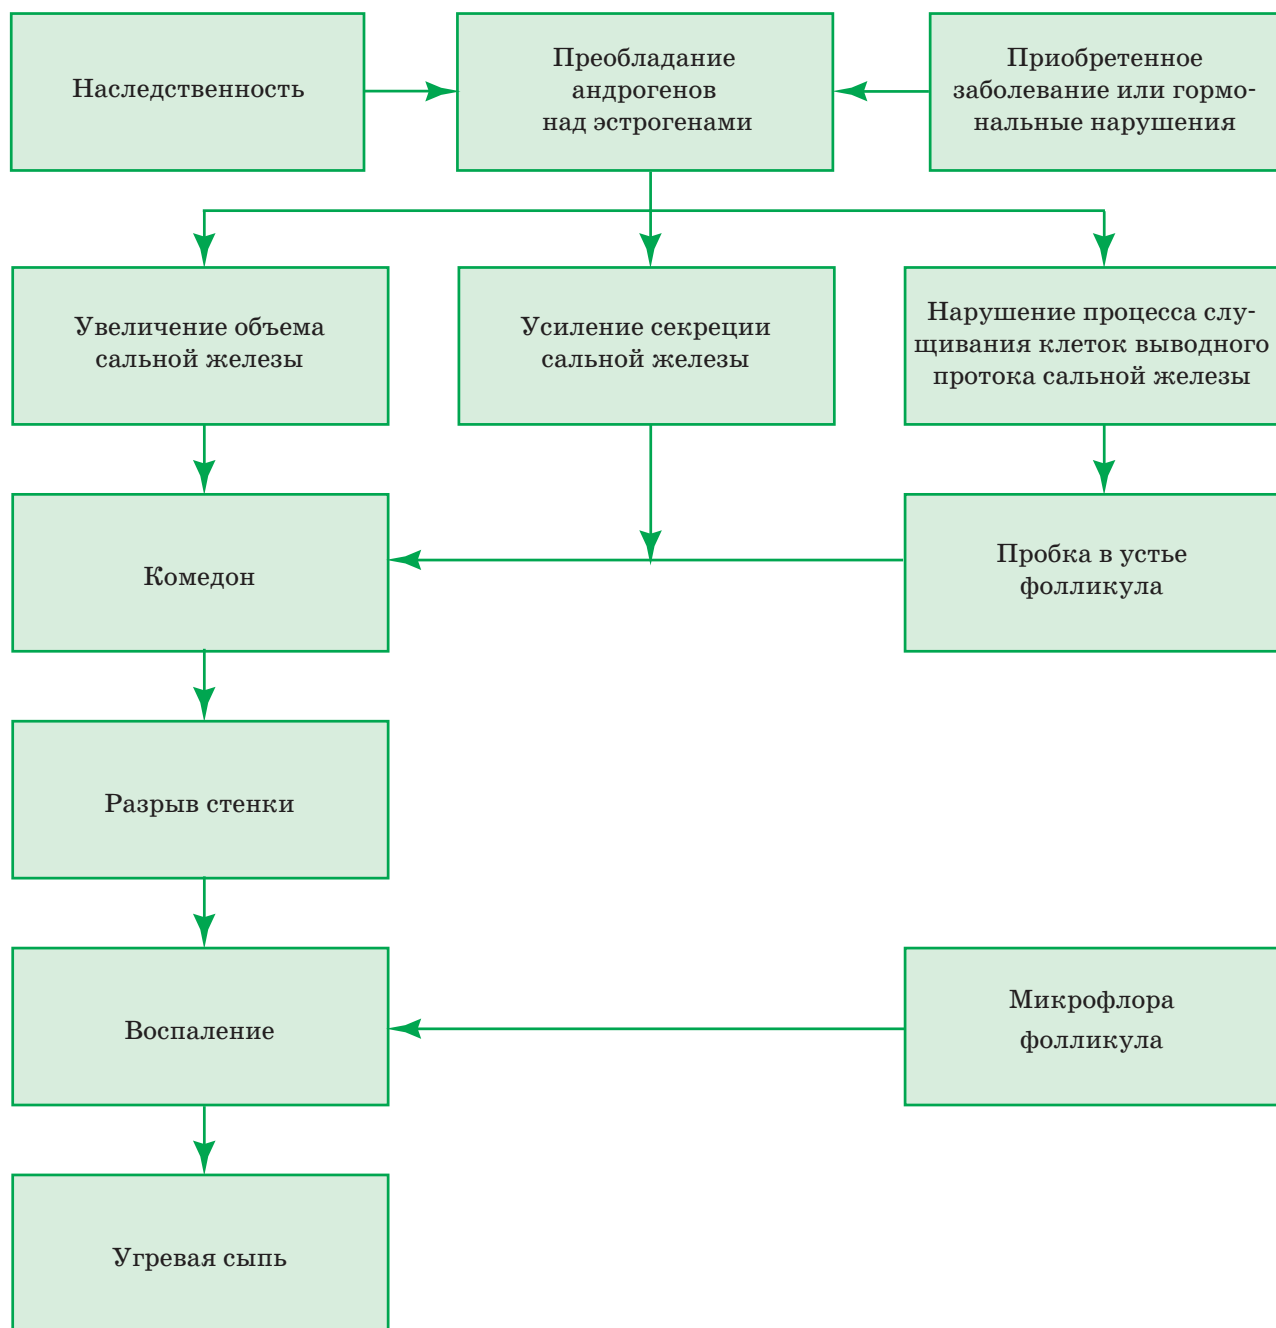 Наследственность
Преобладание
андрогенов
над эстрогенами
Приобретенное
заболевание или гормо-
нальные нарушения
Увеличение объема
сальной железы
Усиление секреции
сальной железы
Нарушение процесса слу-
щивания клеток выводного
протока сальной железы
Комедон
Пробка в устье
фолликула
Разрыв стенки
Воспаление
Микрофлора
фолликула
Угревая сыпь